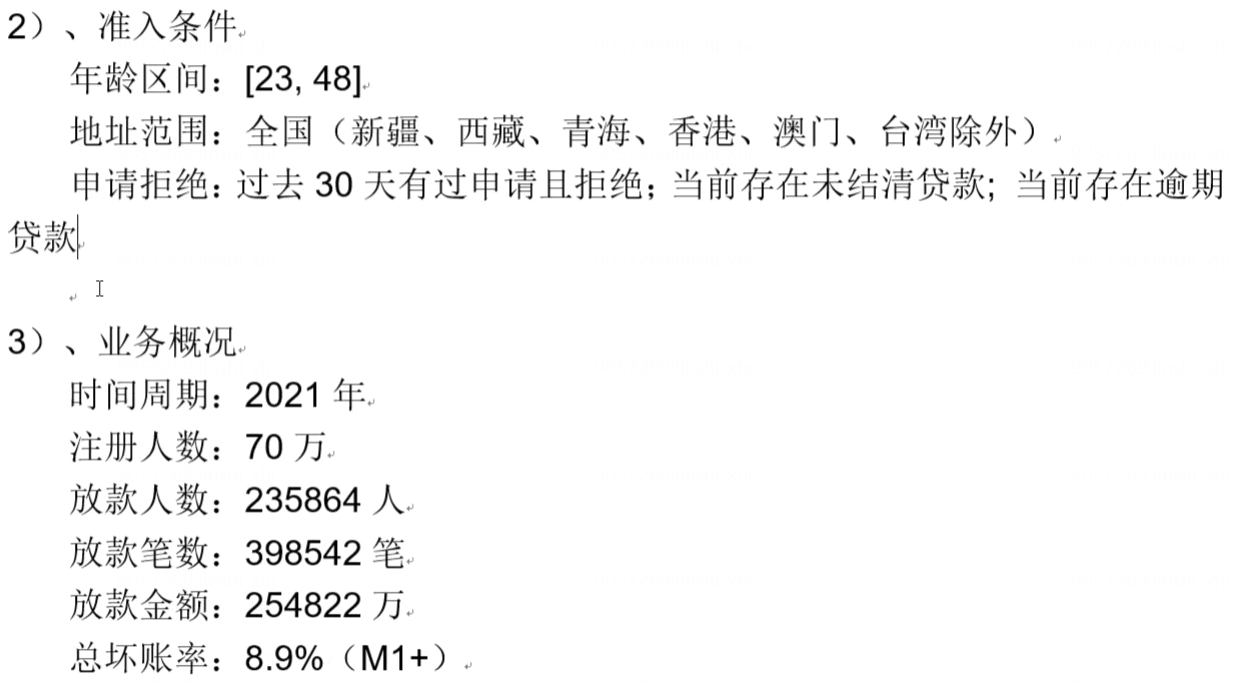 2）、准入条件
年龄区间：[23, 48]
地址范围：全国（新疆、西藏、青海、香港、澳门、台湾除外）
申请拒绝：过去 30 天有过申请且拒绝；当前存在未结清贷款；当前存在逾期
贷款
3）、业务概况
时间周期：2021 年
注册人数：70 万
放款人数：235864 人
放款笔数：398542 笔
放款金额：254822 万
总坏账率：8.9%（M1+）